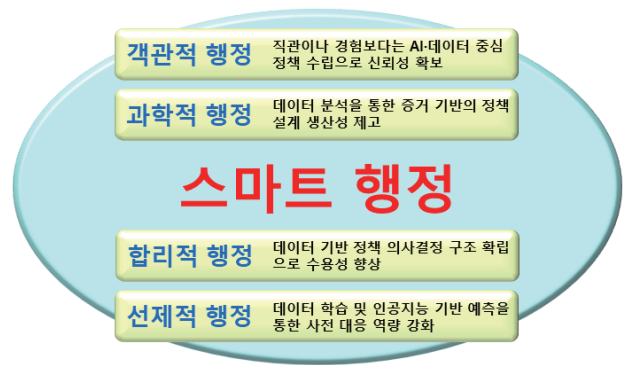 객관적 행정
직관이나 경험보다는 AI·데이터 중심
정책 수립으로 신뢰성 확보
과학적 행정
데이터 분석을 통한 증거 기반의 정책
설계 생산성 제고
스마트 행정
합리적 행정
데이터 기반 정책 의사결정 구조 확립
으로 수용성 향상
선제적 행정
데이터 학습 및 인공지능 기반 예측을
통한 사전 대응 역량 강화